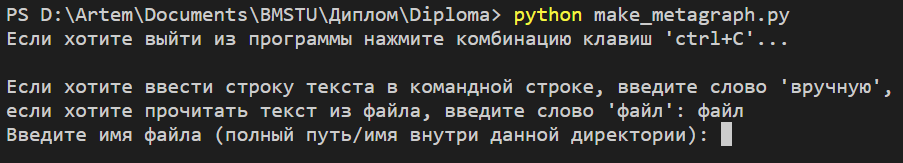 PS D:\Artem\Documents\BMSTU\Диплом\Diploma> python make_metagraph.py
Если хотите выйти из программы нажмите комбинацию клавиш 'ctrl+C'...
Если хотите ввести строку текста в командной строке, введите слово 'вручную',
если хотите прочитать текст из файла, введите слово 'файл': файл
Введите имя файла (полный путь/имя внутри данной директории):